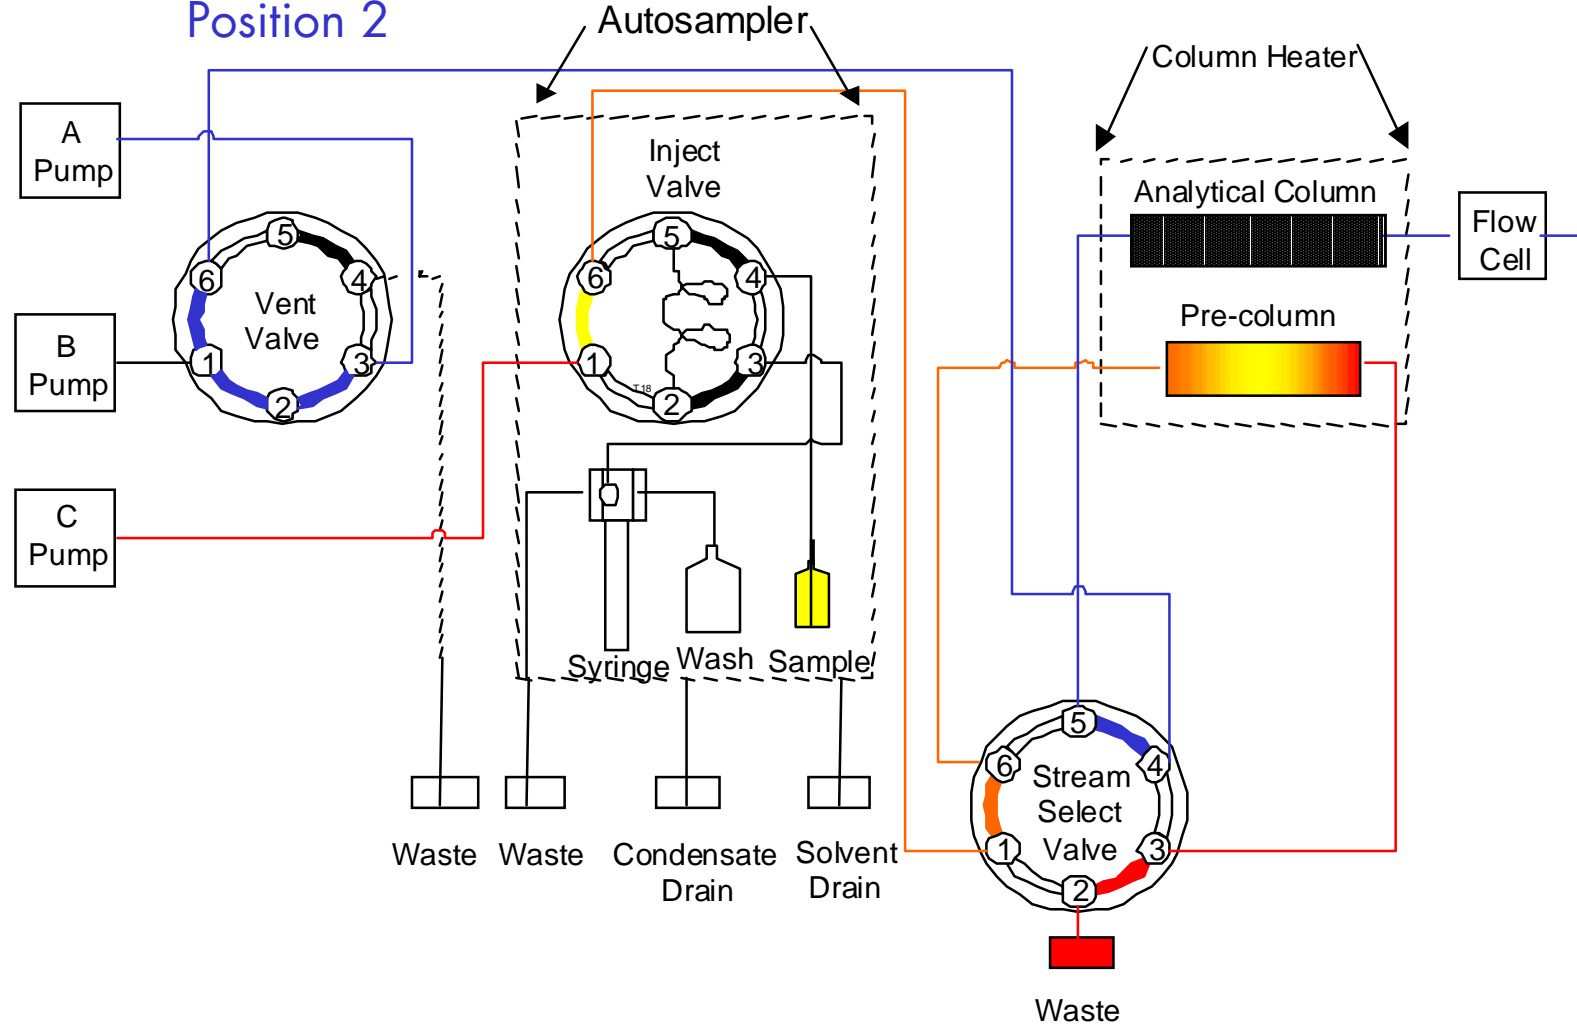 Position 2
Autosampler
Column Heater
A
Pump
Inject
Valve
Analytical Column
Flow
Cell
5
6
4
Vent
Valve
1
3
2
5
6
4
1
3
T.18
2
B
Pump
Pre-column
C
Pump
Syringe
Wash
Sample
5
6
4
Stream
Select
Valve
1
3
2
Waste
Waste
Condensate
Drain
Solvent
Drain
Waste